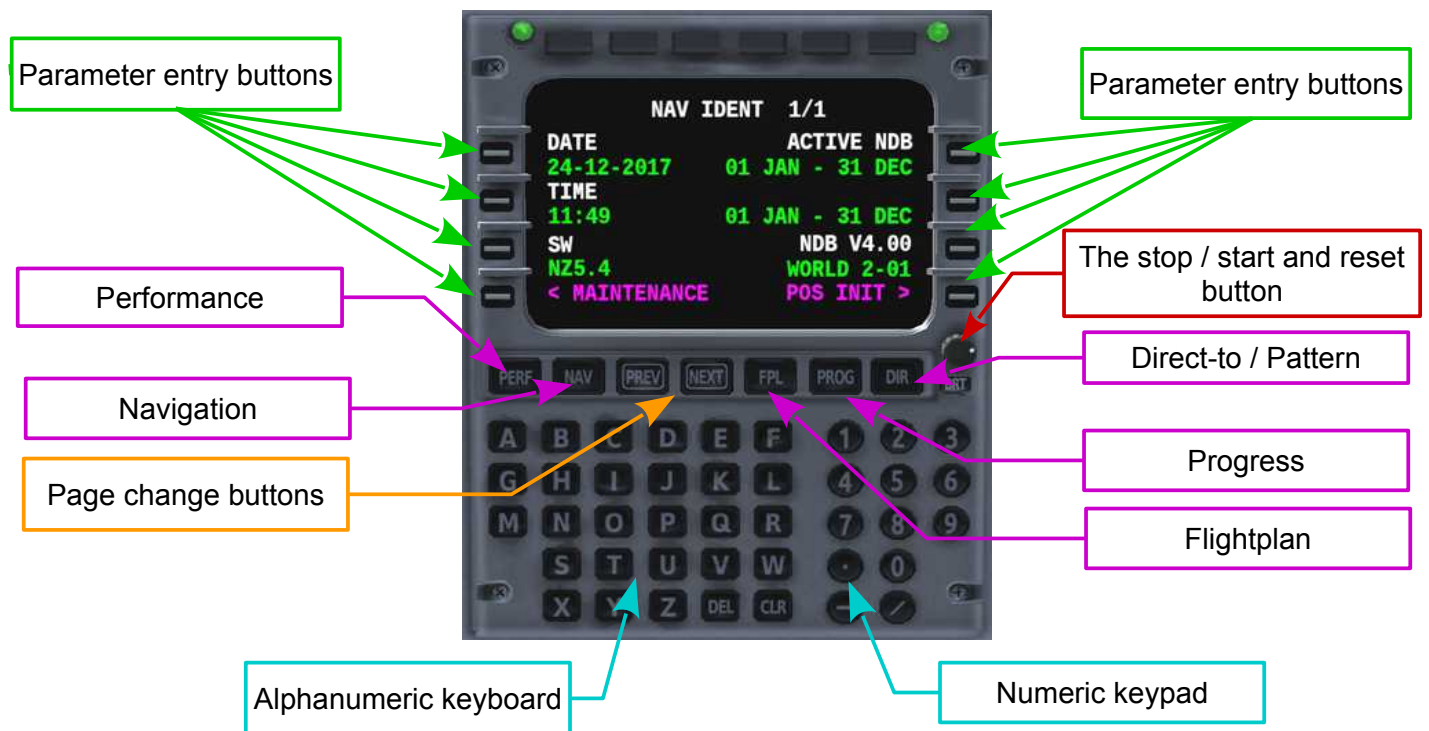 Parameter entry buttons
Parameter entry buttons
NAV IDENT 1/1
DATE ACTIVE NDB
24-12-2017 01 JAN - 31 DEC
TIME
11:49 01 JAN - 31 DEC
SW NDB V4.00
NZ5.4 WORLD 2-01
< MAINTENANCE POS INIT >
The stop / start and reset
button
Performance
Direct-to / Pattern
PERF NAV PREV NEXT FPL PROG DIR BRT
Navigation
A B C D E F 1 2 3
Progress
G H I J K L 4 5 6
Page change buttons
M N O P Q R 7 8 9
Flightplan
S T U V W . 0
X Y Z DEL CLR - /
Alphanumeric keyboard
Numeric keypad